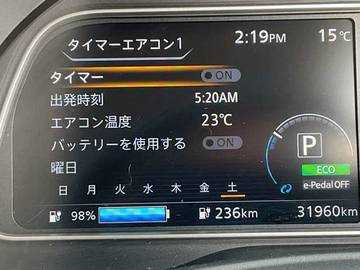 タイマーエアコン1 2:19PM 15℃
タイマー ON
出発時刻 5:20AM
エアコン温度 23℃
バッテリーを使用する ON
曜日
日 月 火 水 木 金 土
P
ECO
e-Pedal OFF
98% 236km 31960km